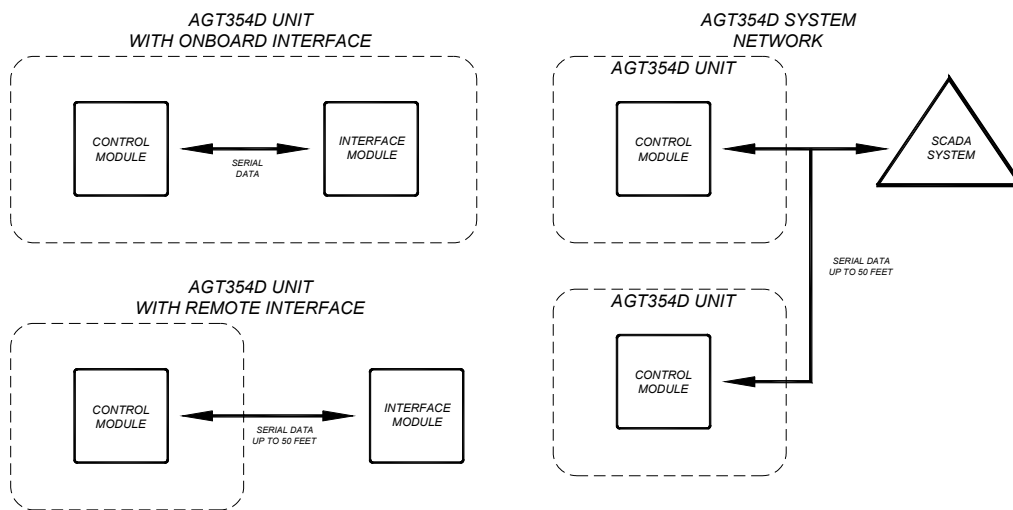 AGT354D UNIT
WITH ONBOARD INTERFACE
CONTROL
MODULE
SERIAL
DATA
INTERFACE
MODULE
AGT354D UNIT
WITH REMOTE INTERFACE
CONTROL
MODULE
SERIAL DATA
UP TO 50 FEET
INTERFACE
MODULE
AGT354D SYSTEM
NETWORK
AGT354D UNIT
CONTROL
MODULE
SCADA
SYSTEM
SERIAL DATA
UP TO 50 FEET
AGT354D UNIT
CONTROL
MODULE